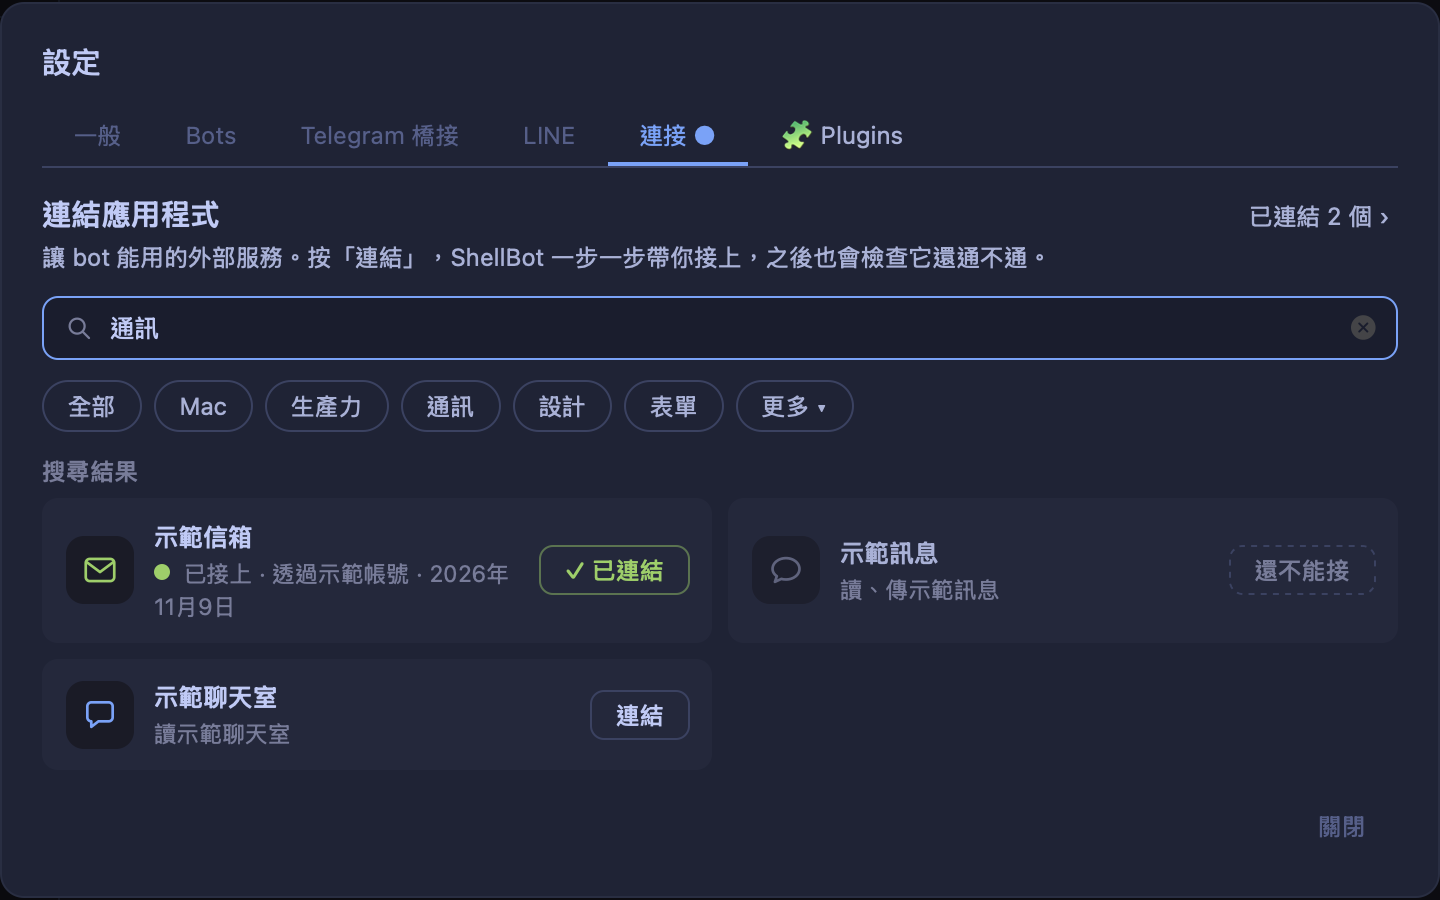 設定
一般
Bots
Telegram 橋接
LINE
連接
Plugins
連結應用程式
已連結 2 個 ›
讓 bot 能用的外部服務。按「連結」，ShellBot 一步一步帶你接上，之後也會檢查它還通不通。
通訊
全部
Mac
生產力
通訊
設計
表單
更多 ▾
搜尋結果
示範信箱
已接上 · 透過示範帳號 · 2026年
11月9日
✓ 已連結
示範訊息
讀、傳示範訊息
還不能接
示範聊天室
讀示範聊天室
連結
關閉